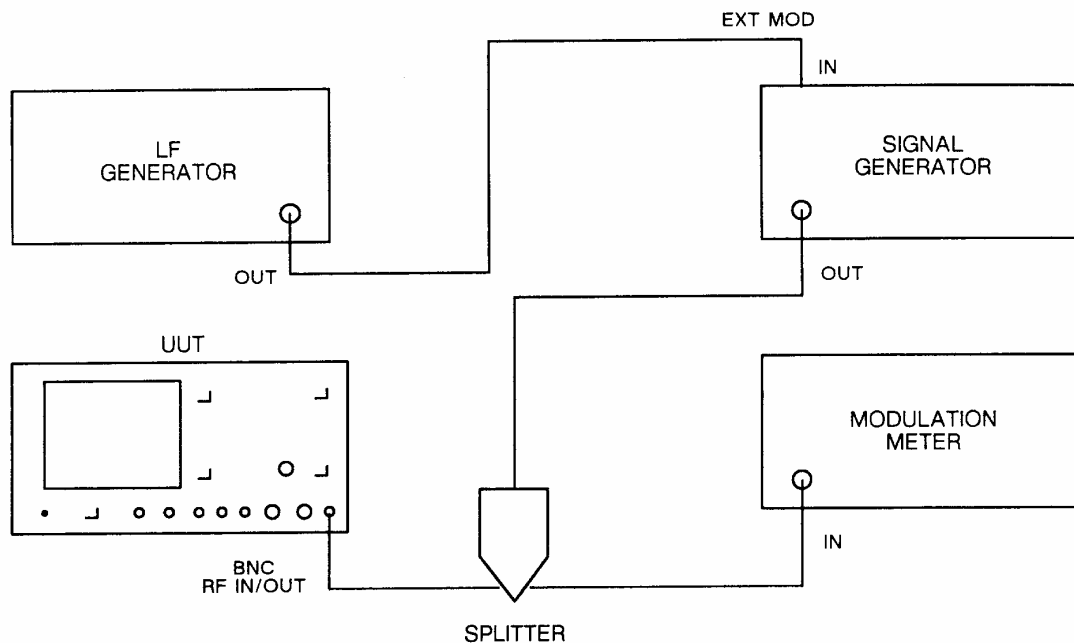 EXT MOD
IN
LF
GENERATOR
SIGNAL
GENERATOR
OUT
OUT
UUT
MODULATION
METER
BNC
RF IN/OUT
IN
SPLITTER